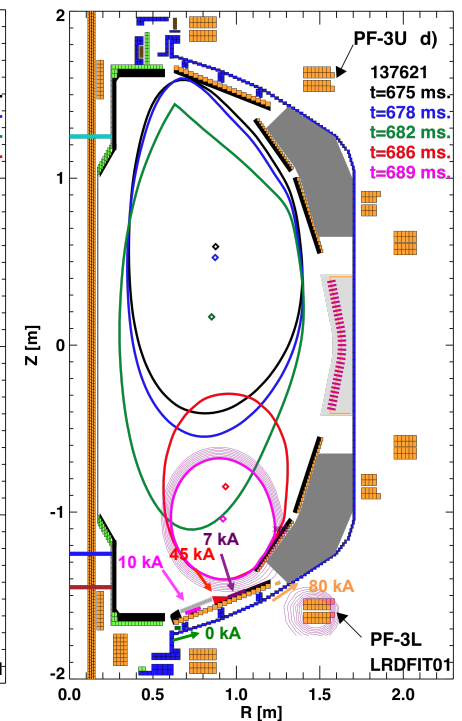 PF-3U d)
137621
t=675 ms.
t=678 ms.
t=682 ms.
t=686 ms.
t=689 ms.
2
1
0
-1
-2
Z [m]
10 kA
45 kA
7 kA
80 kA
0 kA
PF-3L
LRDFIT01
0.0 0.5 1.0 1.5 2.0
R [m]